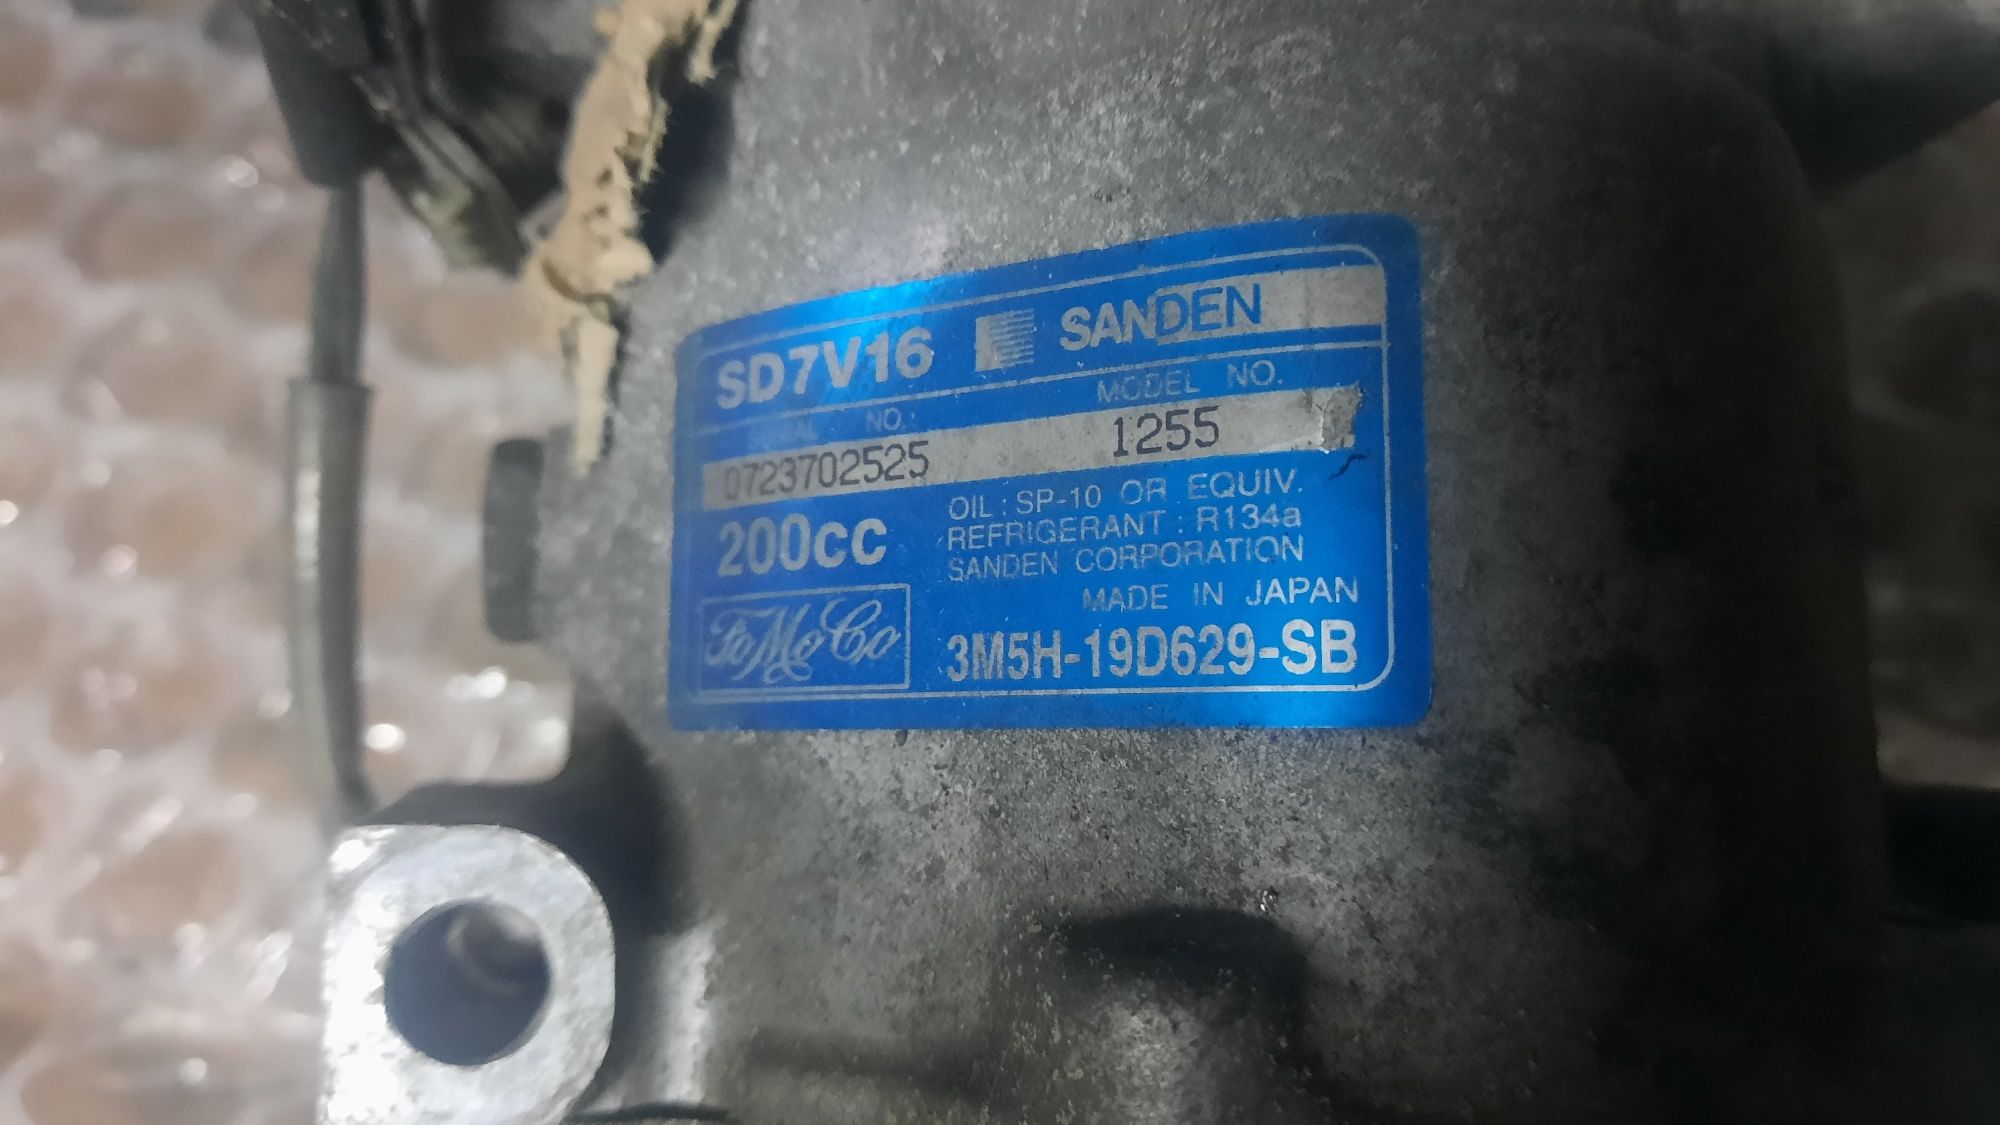 SD7V16 SANDEN
SERIAL NO.: MODEL NO.
0723702525 1255
200cc
OIL : SP-10 OR EQUIV.
REFRIGERANT : R134a
SANDEN CORPORATION
MADE IN JAPAN
FoMoCo
3M5H-19D629-SB